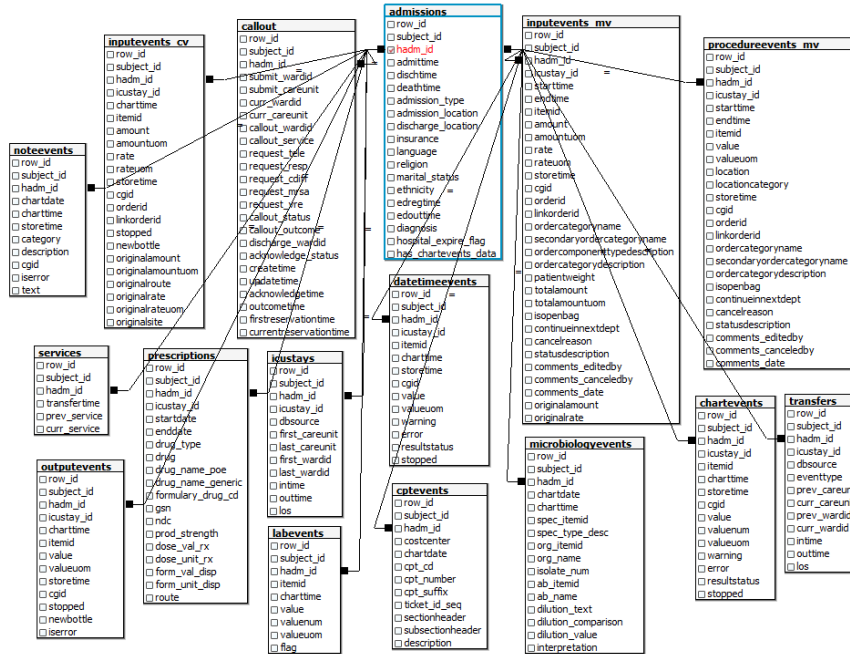 admissions
row_id
subject_id
hadm_id
admittime
dischtime
deathtime
admission_type
admission_location
discharge_location
insurance
language
religion
marital_status
ethnicity
edregtime
edouttime
diagnosis
hospital_expire_flag
has_chartevents_data
callout
row_id
subject_id
hadm_id
submit_wardid
submit_careunit
curr_wardid
curr_careunit
callout_wardid
callout_service
request_tele
request_resp
request_cdiff
request_mrsa
request_vre
callout_status
callout_outcome
discharge_wardid
acknowledge_status
createtime
updatetime
acknowledgetime
outcometime
firstreservationtime
currentreservationtime
inputevents_cv
row_id
subject_id
hadm_id
icustay_id
charttime
itemid
amount
amountuom
rate
rateuom
storetime
cgid
orderid
linkorderid
stopped
newbottle
originalamount
originalamountuom
originalroute
originalrate
originalrateuom
originalsite
noteevents
row_id
subject_id
hadm_id
chartdate
charttime
storetime
category
description
cgid
iserror
text
inputevents_mv
row_id
subject_id
hadm_id
icustay_id
starttime
endtime
itemid
amount
amountuom
rate
rateuom
storetime
cgid
orderid
linkorderid
ordercategoryname
secondaryordercategoryname
ordercomponenttypedescription
ordercategorydescription
patientweight
totalamount
totalamountuom
isopenbag
continueinnextdept
cancelreason
statusdescription
comments_editedby
comments_canceledby
comments_date
originalamount
originalrate
procedureevents_mv
row_id
subject_id
hadm_id
icustay_id
starttime
endtime
itemid
value
valueuom
location
locationcategory
storetime
cgid
orderid
linkorderid
ordercategoryname
secondaryordercategoryname
ordercategorydescription
isopenbag
continueinnextdept
cancelreason
statusdescription
comments_editedby
comments_canceledby
comments_date
services
row_id
subject_id
hadm_id
transfertime
prev_service
curr_service
prescriptions
row_id
subject_id
hadm_id
icustay_id
startdate
enddate
drug_type
drug
drug_name_poe
drug_name_generic
formulary_drug_cd
gsn
ndc
prod_strength
dose_val_rx
dose_unit_rx
form_val_disp
form_unit_disp
route
icustays
row_id
subject_id
hadm_id
icustay_id
dbsource
first_careunit
last_careunit
first_wardid
last_wardid
intime
outtime
los
datetimeevents
row_id
subject_id
hadm_id
icustay_id
itemid
charttime
storetime
cgid
value
valueuom
warning
error
resultstatus
stopped
outputevents
row_id
subject_id
hadm_id
icustay_id
charttime
itemid
value
valueuom
storetime
cgid
stopped
newbottle
iserror
labevents
row_id
subject_id
hadm_id
itemid
charttime
value
valuenum
valueuom
flag
cptevents
row_id
subject_id
hadm_id
costcenter
chartdate
cpt_cd
cpt_number
cpt_suffix
ticket_id_seq
sectionheader
subsectionheader
description
microbiologyevents
row_id
subject_id
hadm_id
chartdate
charttime
spec_itemid
spec_type_desc
org_itemid
org_name
isolate_num
ab_itemid
ab_name
dilution_text
dilution_comparison
dilution_value
interpretation
chartevents
row_id
subject_id
hadm_id
icustay_id
itemid
charttime
storetime
cgid
value
valuenum
valueuom
warning
error
resultstatus
stopped
transfers
row_id
subject_id
hadm_id
icustay_id
dbsource
eventtype
prev_careunit
curr_careunit
prev_wardid
curr_wardid
intime
outtime
los